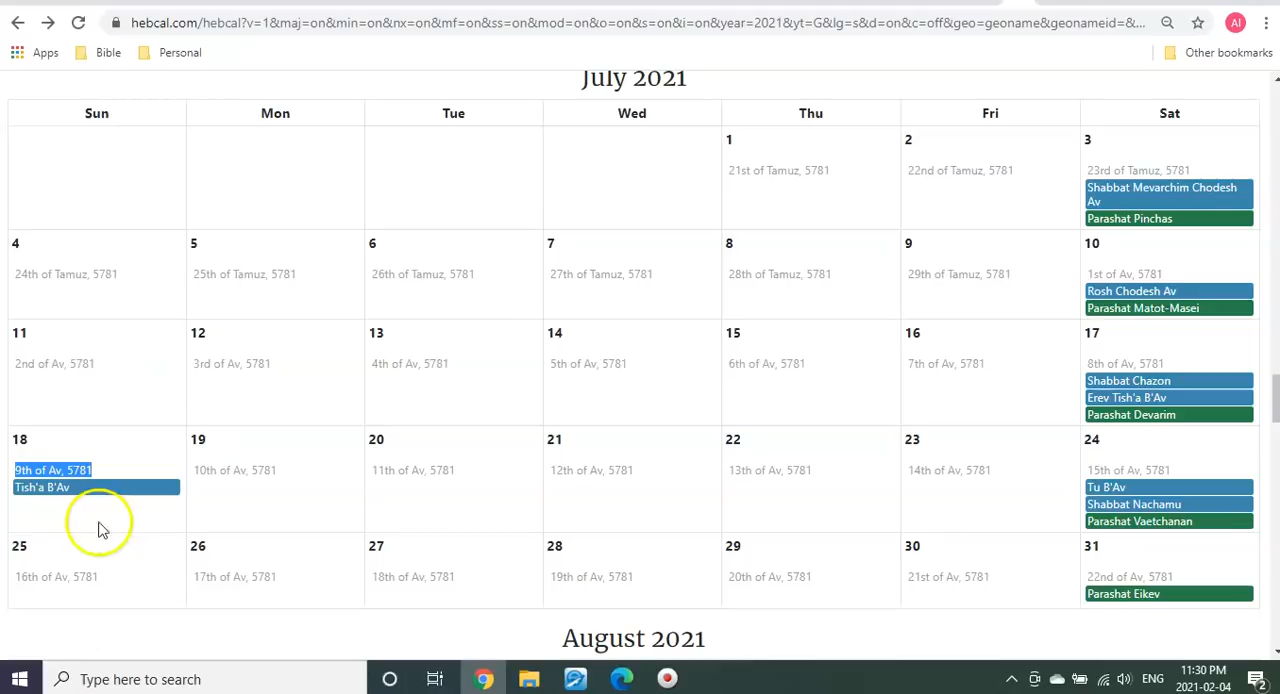 hebcal.com/hebcal?v=1&maj=on&min=on&nx=on&mf=on&ss=on&mod=on&o=on&s=on&i=on&year=2021&yt=G&lg=s&d=on&c=off&geo=geoname&geonameid=&...
AI
Apps
Bible
Personal
Other bookmarks
July 2021
Sun Mon Tue Wed Thu Fri Sat
1 2 3
21st of Tamuz, 5781 22nd of Tamuz, 5781 23rd of Tamuz, 5781
Shabbat Mevarchim Chodesh
Av
Parashat Pinchas
4 5 6 7 8 9 10
24th of Tamuz, 5781 25th of Tamuz, 5781 26th of Tamuz, 5781 27th of Tamuz, 5781 28th of Tamuz, 5781 29th of Tamuz, 5781 1st of Av, 5781
Rosh Chodesh Av
Parashat Matot-Masei
11 12 13 14 15 16 17
2nd of Av, 5781 3rd of Av, 5781 4th of Av, 5781 5th of Av, 5781 6th of Av, 5781 7th of Av, 5781 8th of Av, 5781
Shabbat Chazon
Erev Tish'a B'Av
Parashat Devarim
18 19 20 21 22 23 24
9th of Av, 5781 10th of Av, 5781 11th of Av, 5781 12th of Av, 5781 13th of Av, 5781 14th of Av, 5781 15th of Av, 5781
Tish'a B'Av Tu B'Av
Shabbat Nachamu
Parashat Vaetchanan
25 26 27 28 29 30 31
16th of Av, 5781 17th of Av, 5781 18th of Av, 5781 19th of Av, 5781 20th of Av, 5781 21st of Av, 5781 22nd of Av, 5781
Parashat Eikev
August 2021
Type here to search
ENG
11:30 PM
2021-02-04
2